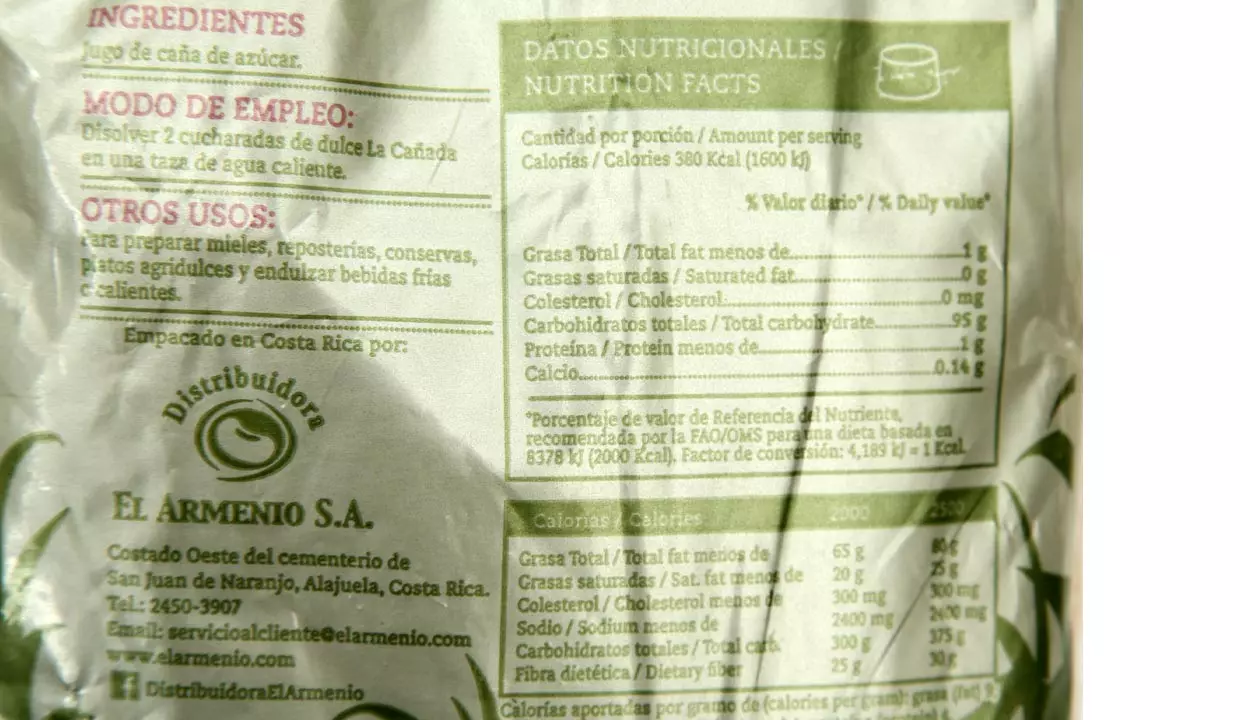 INGREDIENTES
Jugo de caña de azúcar.
MODO DE EMPLEO:
Disolver 2 cucharadas de dulce La Cañada
en una taza de agua caliente.
OTROS USOS:
Para preparar mieles, reposterías, conservas,
platos agridulces y endulzar bebidas frías
o calientes.
Empacado en Costa Rica por:
Distribuidora
EL ARMENIO S.A.
Costado Oeste del cementerio de
San Juan de Naranjo, Alajuela, Costa Rica.
Tel.: 2450-3907
Email: servicioalcliente@elarmenio.com
www.elarmenio.com
DistribuidoraElArmenio
DATOS NUTRICIONALES /
NUTRITION FACTS
Cantidad por porción / Amount per serving
Calorías / Calories 380 Kcal (1600 kJ)
% Valor diario* / % Daily value*
Grasa Total / Total fat menos de 1 g
Grasas saturadas / Saturated fat 0 g
Colesterol / Cholesterol 0 mg
Carbohidratos totales / Total carbohydrate 95 g
Proteína / Protein menos de 1 g
Calcio 0.14 g
*Porcentaje de valor de Referencia del Nutriente,
recomendada por la FAO/OMS para una dieta basada en
8378 kJ (2000 Kcal). Factor de conversión: 4,189 kJ = 1 Kcal.
Calorías / Calories 2000 2500
Grasa Total / Total fat menos de 65 g 80 g
Grasas saturadas / Sat. fat menos de 20 g 25 g
Colesterol / Cholesterol menos de 300 mg 300 mg
Sodio / Sodium menos de 2400 mg 2400 mg
Carbohidratos totales / Total carb. 300 g 375 g
Fibra dietética / Dietary fiber 25 g 30 g
Calorías aportadas por gramo de (calories per gram): grasa (fat) 9,